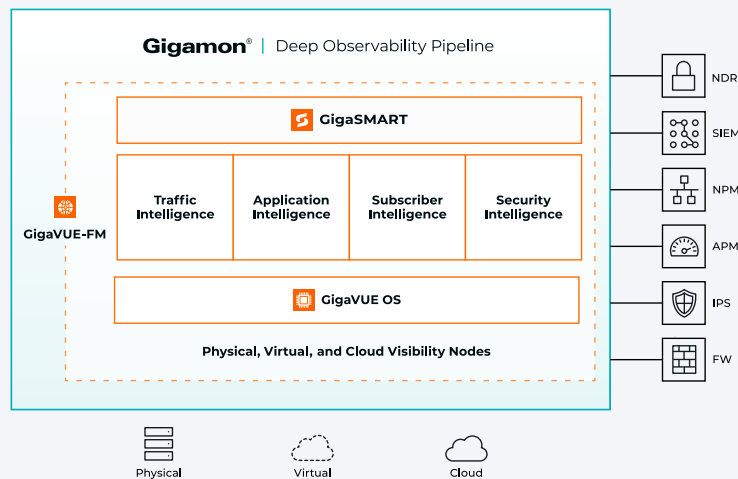 Gigamon® | Deep Observability Pipeline
GigaSMART
Traffic
Intelligence
Application
Intelligence
Subscriber
Intelligence
Security
Intelligence
GigaVUE-FM
GigaVUE OS
Physical, Virtual, and Cloud Visibility Nodes
NDR
SIEM
NPM
APM
IPS
FW
Physical
Virtual
Cloud